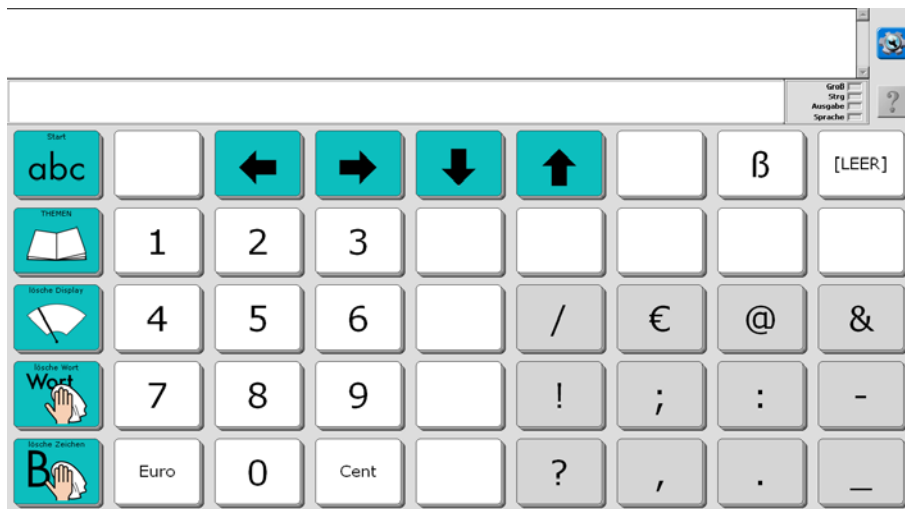 Groß
Strg
Ausgabe
Sprache
?
Start
abc
ß
[LEER]
THEMEN
1 2 3
lösche Display
4 5 6 / € @ &
lösche Wort
Wort
7 8 9 ! ; : -
lösche Zeichen
B
Euro 0 Cent ? , . _